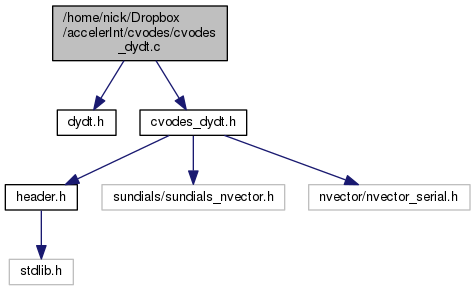 /home/nick/Dropbox
/accelerInt/cvodes/cvodes
_dydt.c
dydt.h
cvodes_dydt.h
header.h
sundials/sundials_nvector.h
nvector/nvector_serial.h
stdlib.h